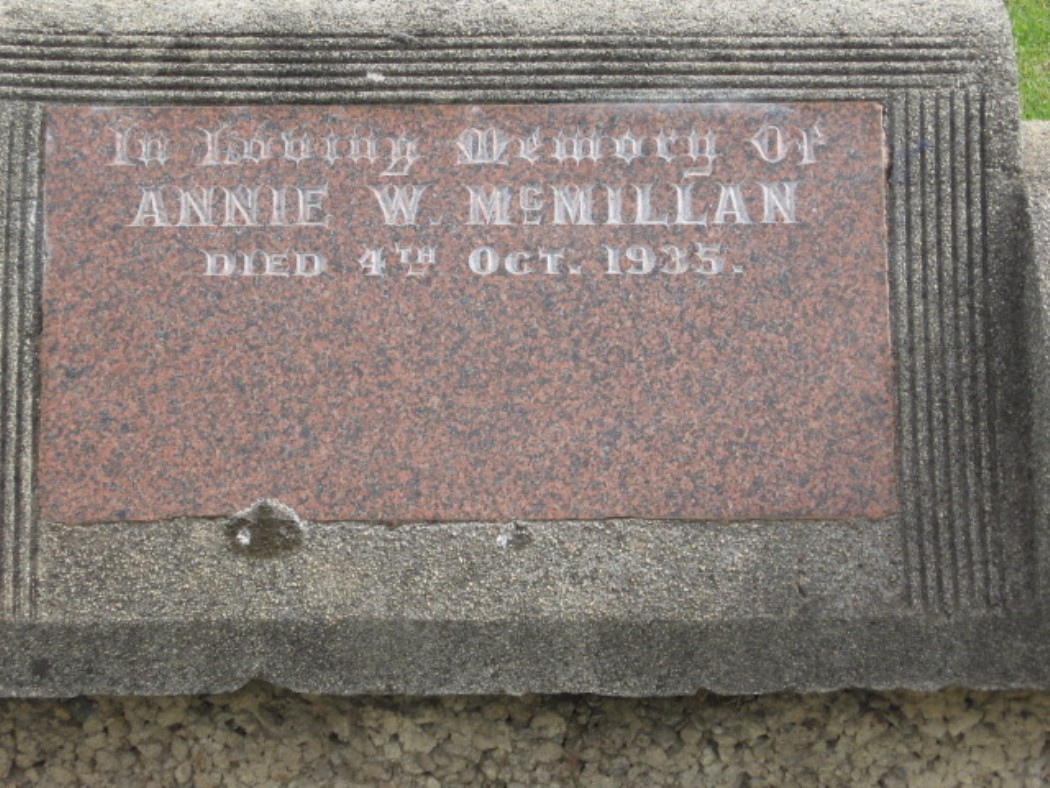 In Loving Memory Of
ANNIE W. McMILLAN
DIED 4TH OCT. 1935.